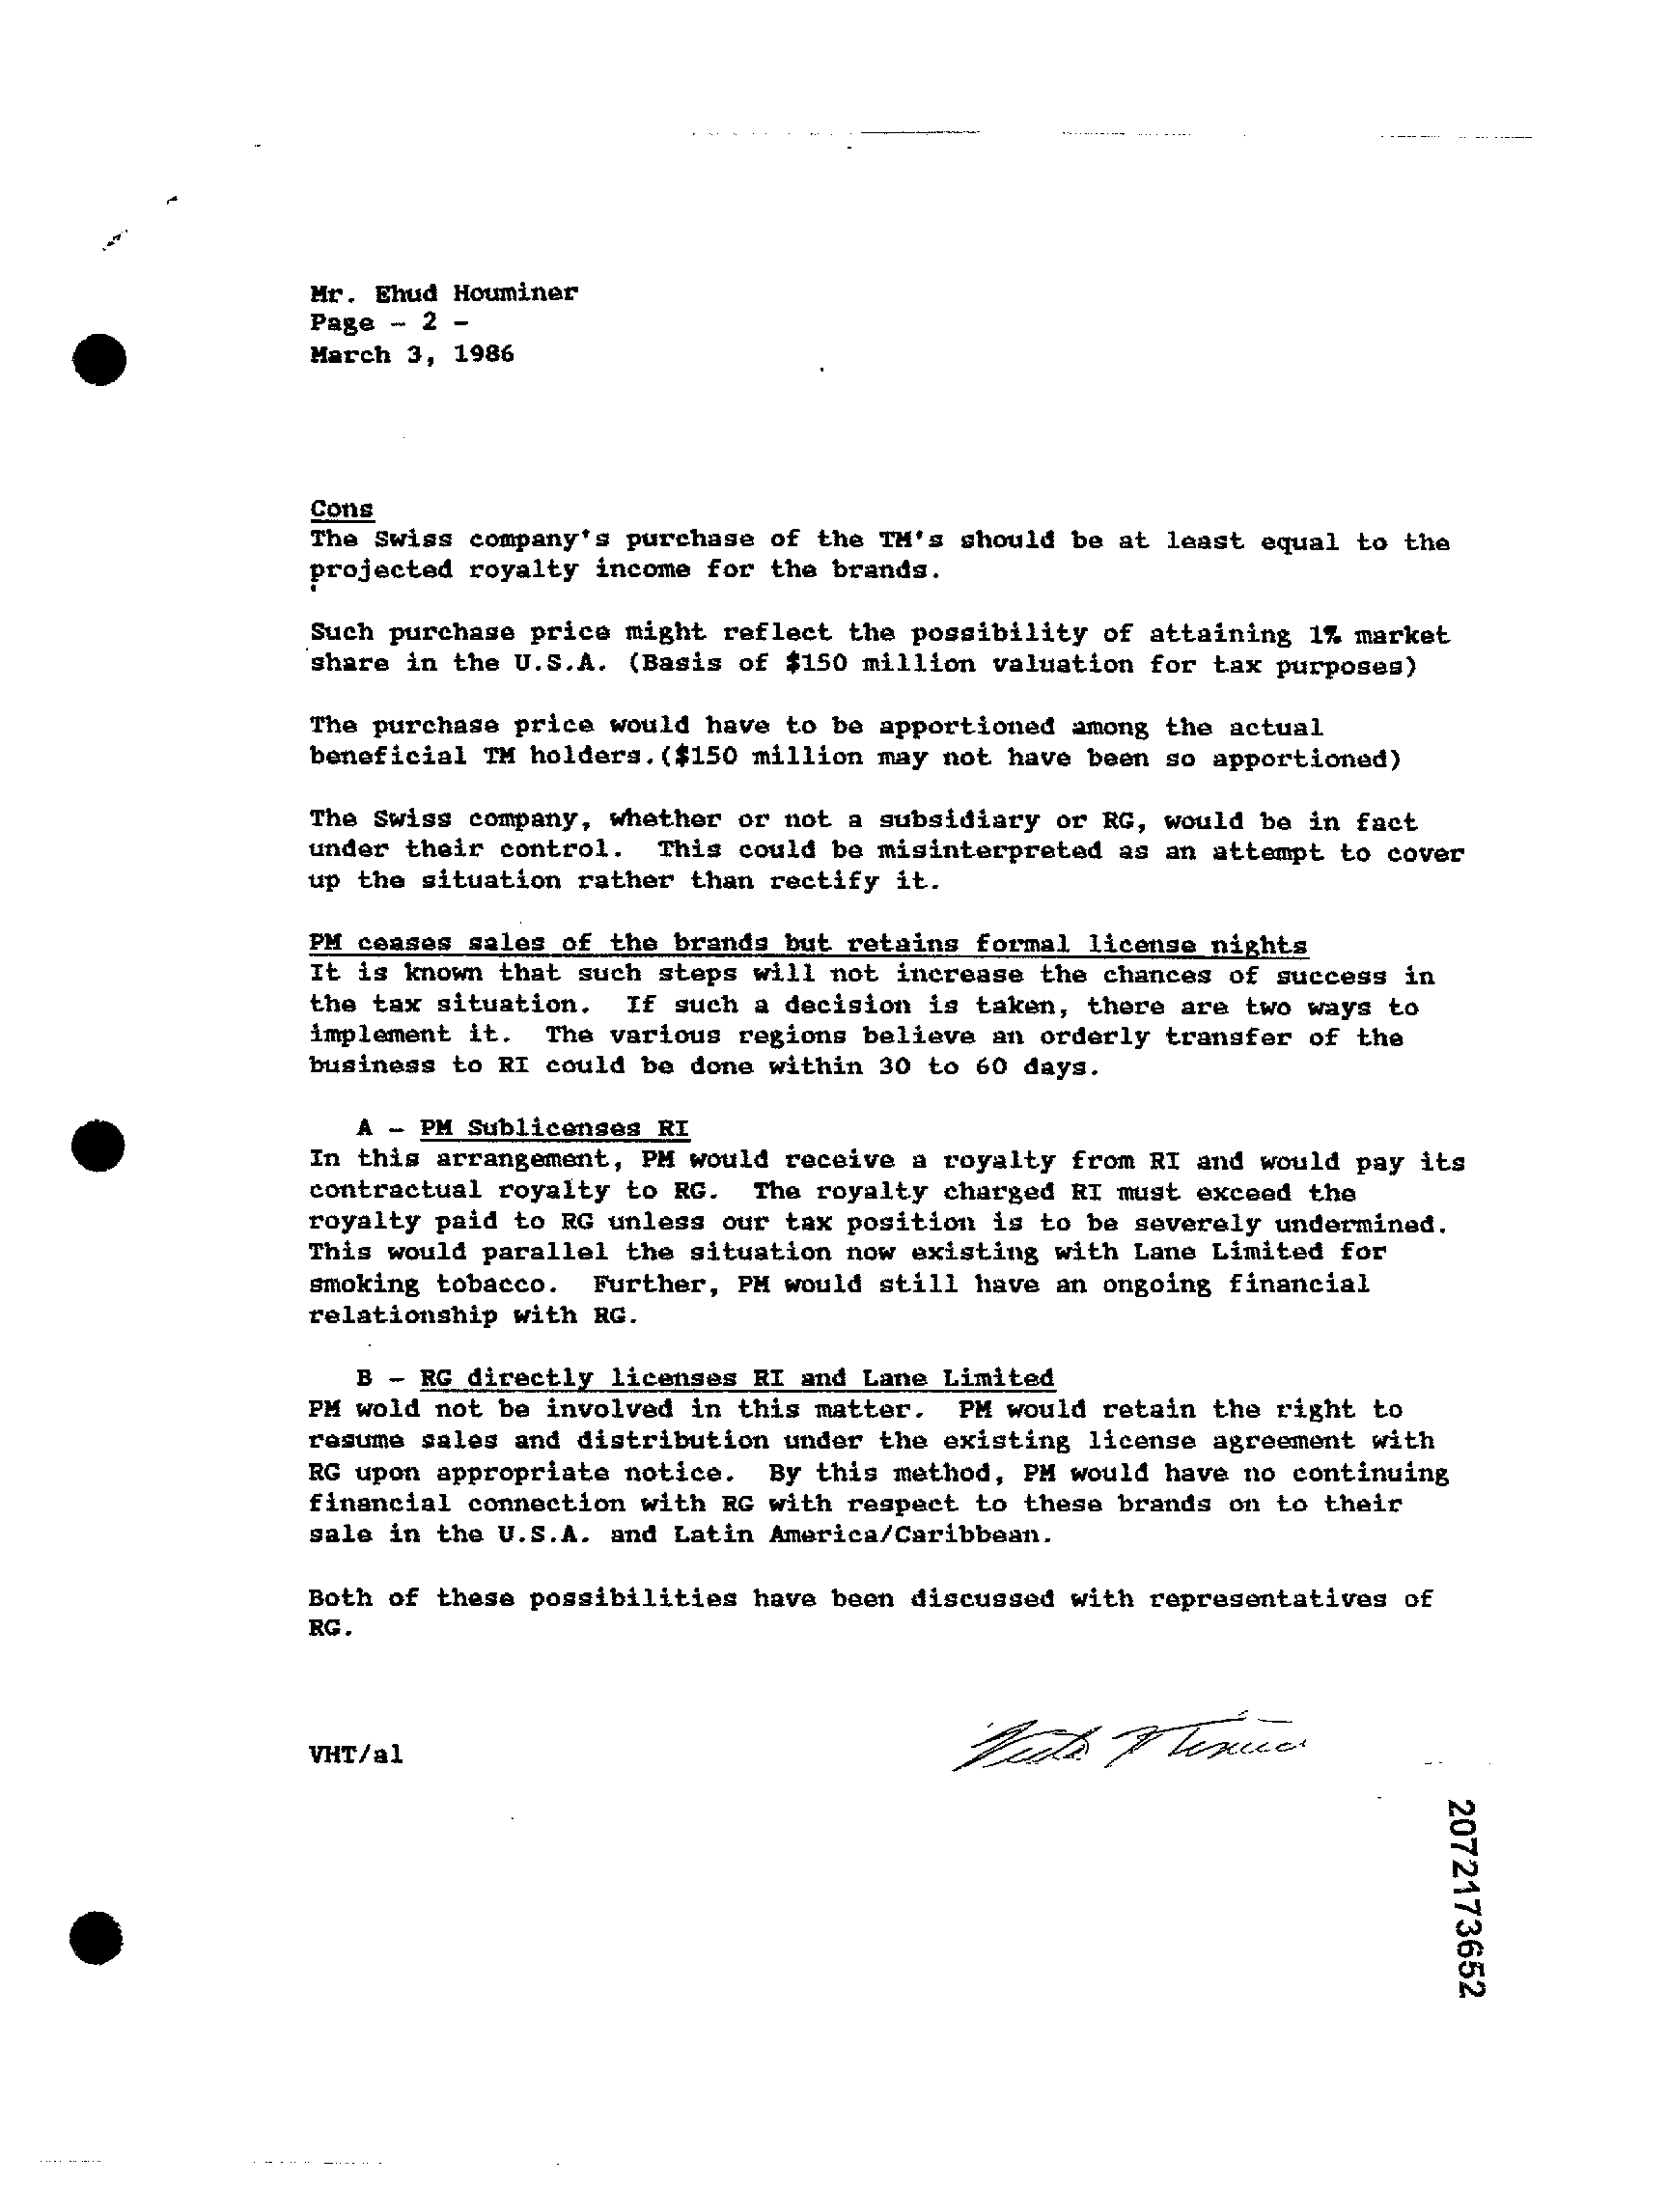 Mr. Ehud Houminer
Page - 2 -
March 3, 1986
Cons
The Swiss company's purchase of the TM's should be at least equal to the
projected royalty income for the brands.
Such purchase price might reflect the possibility of attaining 1% market
share in the U.S.A. (Basis of $150 million valuation for tax purposes)
The purchase price would have to be apportioned among the actual
beneficial TM holders.($150 million may not have been so apportioned)
The Swiss company, whether or not a subsidiary or RG, would be in fact
under their control.  This could be misinterpreted as an attempt to cover
up the situation rather than rectify it.
PM ceases sales of the brands but retains formal license nights
It is known that such steps will not increase the chances of success in
the tax situation.  If such a decision is taken, there are two ways to
implement it.  The various regions believe an orderly transfer of the
business to RI could be done within 30 to 60 days.
A - PM Sublicenses RI
In this arrangement, PM would receive a royalty from RI and would pay its
contractual royalty to RG.  The royalty charged RI must exceed the
royalty paid to RG unless our tax position is to be severely undermined.
This would parallel the situation now existing with Lane Limited for
smoking tobacco.  Further, PM would still have an ongoing financial
relationship with RG.
B - RG directly licenses RI and Lane Limited
PM wold not be involved in this matter.  PM would retain the right to
resume sales and distribution under the existing license agreement with
RG upon appropriate notice.  By this method, PM would have no continuing
financial connection with RG with respect to these brands on to their
sale in the U.S.A. and Latin America/Caribbean.
Both of these possibilities have been discussed with representatives of
RG.
VHT/al
2072173652